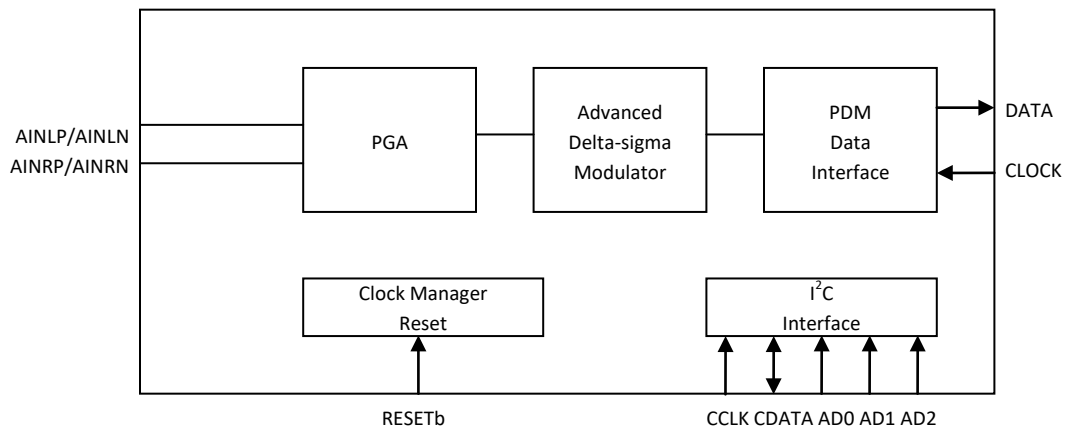 AINLP/AINLN
AINRP/AINRN
PGA
Advanced
Delta-sigma
Modulator
PDM
Data
Interface
DATA
CLOCK
Clock Manager
Reset
I²C
Interface
RESETb
CCLK CDATA AD0 AD1 AD2